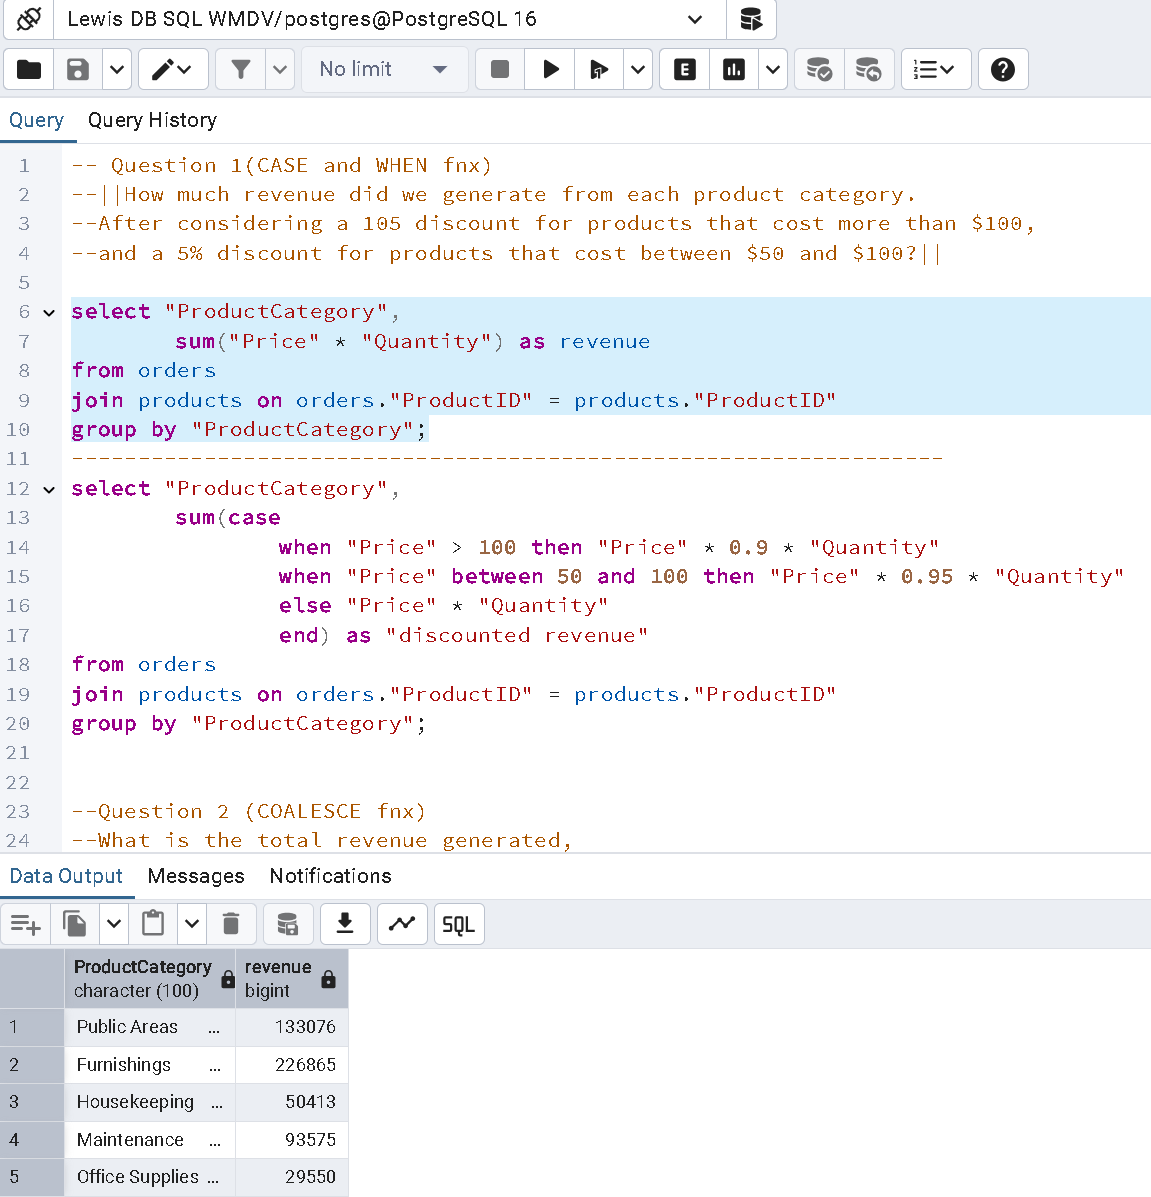 Lewis DB SQL WMDV/postgres@PostgreSQL 16
No limit
E
Query Query History
1 -- Question 1(CASE and WHEN fnx)
2 --||How much revenue did we generate from each product category.
3 --After considering a 105 discount for products that cost more than $100,
4 --and a 5% discount for products that cost between $50 and $100?||
5
6 select "ProductCategory",
7 sum("Price" * "Quantity") as revenue
8 from orders
9 join products on orders."ProductID" = products."ProductID"
10 group by "ProductCategory";
11 ------------------------------------------------------------------
12 select "ProductCategory",
13 sum(case
14 when "Price" > 100 then "Price" * 0.9 * "Quantity"
15 when "Price" between 50 and 100 then "Price" * 0.95 * "Quantity"
16 else "Price" * "Quantity"
17 end) as "discounted revenue"
18 from orders
19 join products on orders."ProductID" = products."ProductID"
20 group by "ProductCategory";
21
22
23 --Question 2 (COALESCE fnx)
24 --What is the total revenue generated,
Data Output Messages Notifications
SQL
ProductCategory revenue
character (100) bigint
1 Public Areas ... 133076
2 Furnishings ... 226865
3 Housekeeping ... 50413
4 Maintenance ... 93575
5 Office Supplies ... 29550